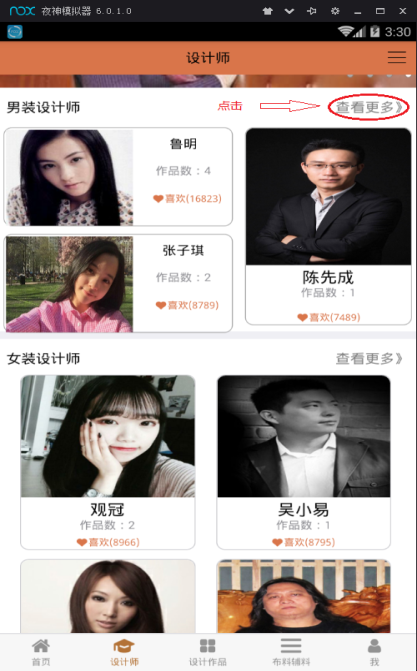 nox 夜神模拟器 6.0.1.0
3:30
设计师
男装设计师 点击 查看更多》
鲁明
作品数：4
喜欢(16823)
张子琪
作品数：2
喜欢(8789)
陈先成
作品数：1
喜欢(7489)
女装设计师 查看更多》
观冠
作品数：2
喜欢(8966)
吴小易
作品数：1
喜欢(8795)
首页 设计师 设计作品 布料辅料 我